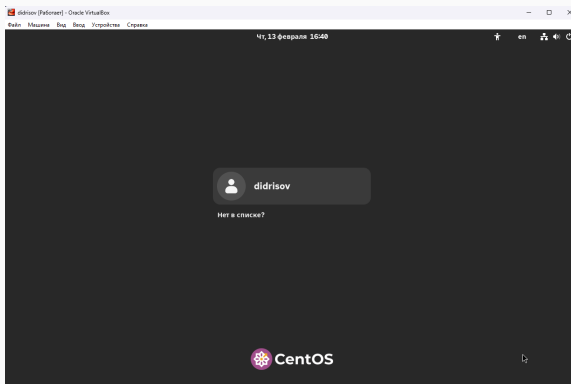 didrisov [Работает] - Oracle VirtualBox
Файл Машина Вид Ввод Устройства Справка
Чт, 13 февраля 16:40
en
didrisov
Нет в списке?
CentOS